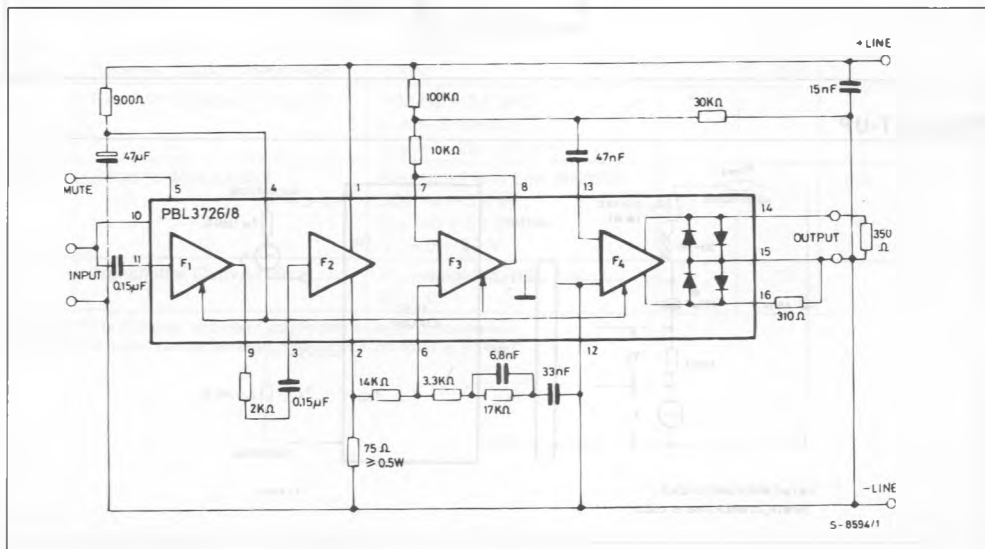 + LINE
15nF
900Ω
100KΩ
30KΩ
10KΩ
47µF
47nF
MUTE
5
4
1
7
8
13
PBL3726/8
14
10
F1
F2
F3
F4
OUTPUT
350
Ω
15
11
INPUT
0.15µF
16
310Ω
9
3
2
6
12
6.8nF
33nF
14KΩ
3.3KΩ
2KΩ
0.15µF
17KΩ
75 Ω
≥ 0.5W
-LINE
S-8594/1